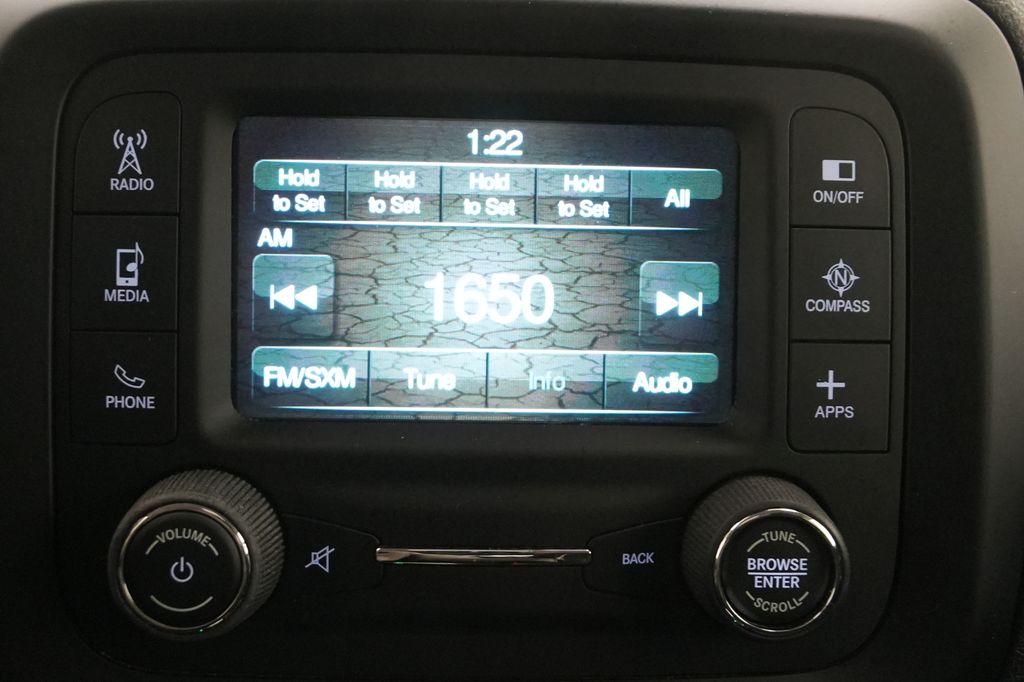 1:22
Hold to Set
Hold to Set
Hold to Set
Hold to Set
All
AM
1650
FM/SXM
Tune
Info
Audio
RADIO
MEDIA
PHONE
ON/OFF
N
COMPASS
APPS
VOLUME
BACK
TUNE
BROWSE
ENTER
SCROLL